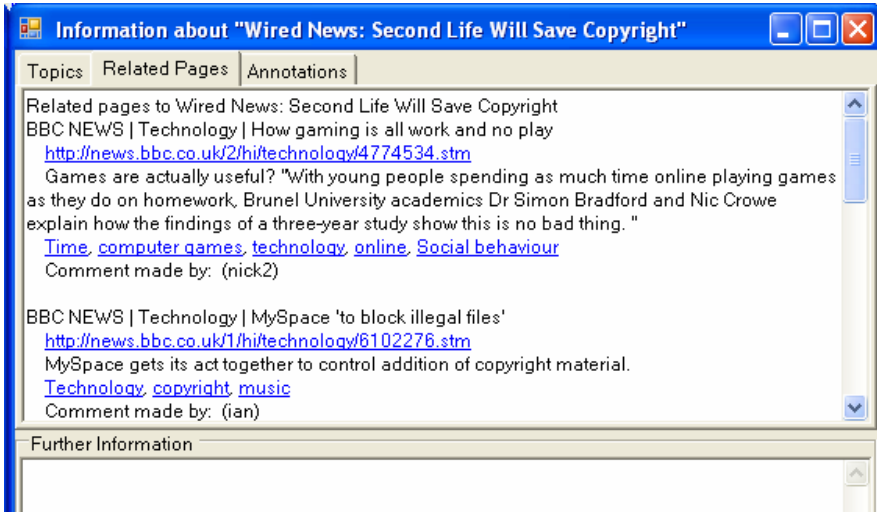 Information about "Wired News: Second Life Will Save Copyright"
Topics Related Pages Annotations
Related pages to Wired News: Second Life Will Save Copyright
BBC NEWS | Technology | How gaming is all work and no play
http://news.bbc.co.uk/2/hi/technology/4774534.stm
Games are actually useful? "With young people spending as much time online playing games
as they do on homework, Brunel University academics Dr Simon Bradford and Nic Crowe
explain how the findings of a three-year study show this is no bad thing. "
Time, computer games, technology, online, Social behaviour
Comment made by: (nick2)
BBC NEWS | Technology | MySpace 'to block illegal files'
http://news.bbc.co.uk/1/hi/technology/6102276.stm
MySpace gets its act together to control addition of copyright material.
Technology, copyright, music
Comment made by: (ian)
Further Information